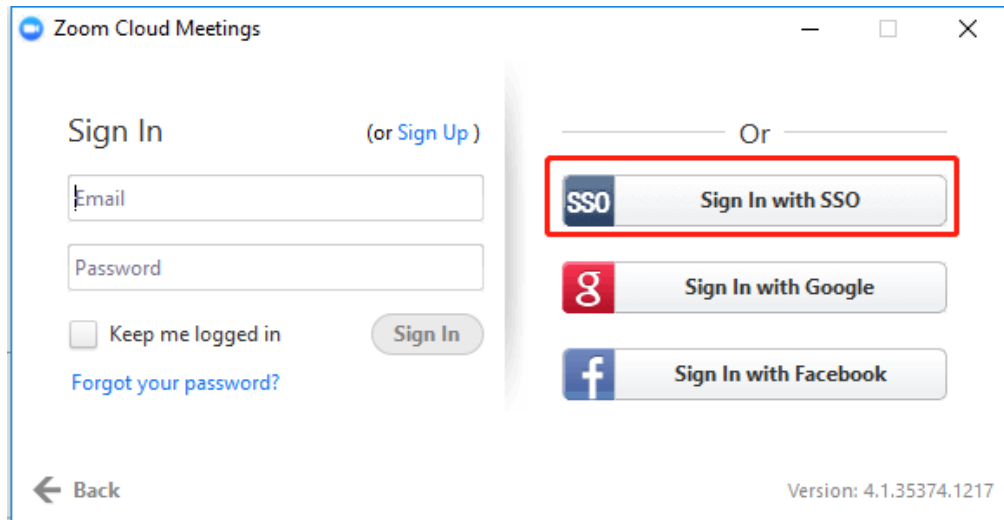 Zoom Cloud Meetings
Sign In (or Sign Up )
Email
Password
Keep me logged in Sign In
Forgot your password?
Or
SSO Sign In with SSO
g Sign In with Google
f Sign In with Facebook
Back Version: 4.1.35374.1217